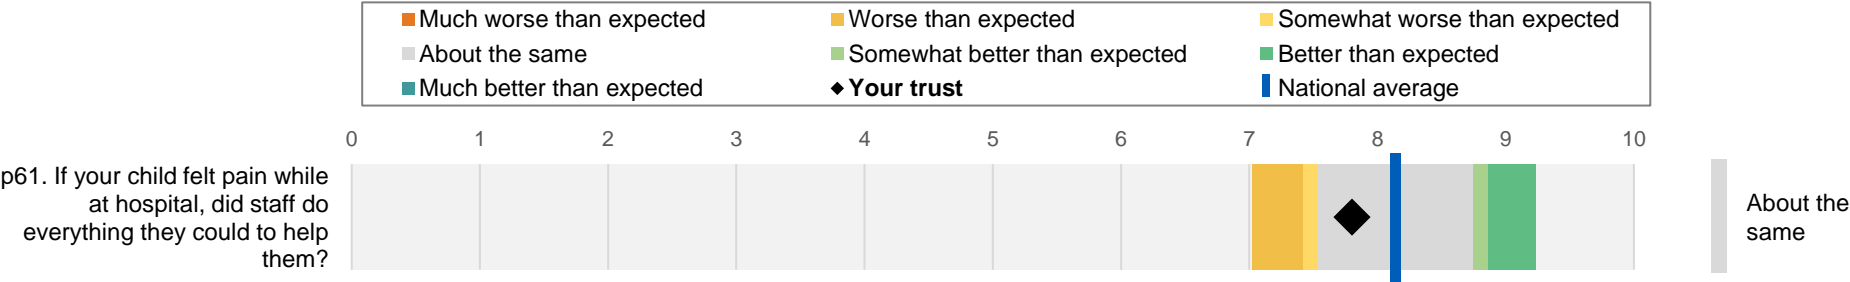 Much worse than expected Worse than expected Somewhat worse than expected
About the same Somewhat better than expected Better than expected
Much better than expected Your trust National average
0 1 2 3 4 5 6 7 8 9 10
p61. If your child felt pain while
at hospital, did staff do
everything they could to help
them?
About the
same